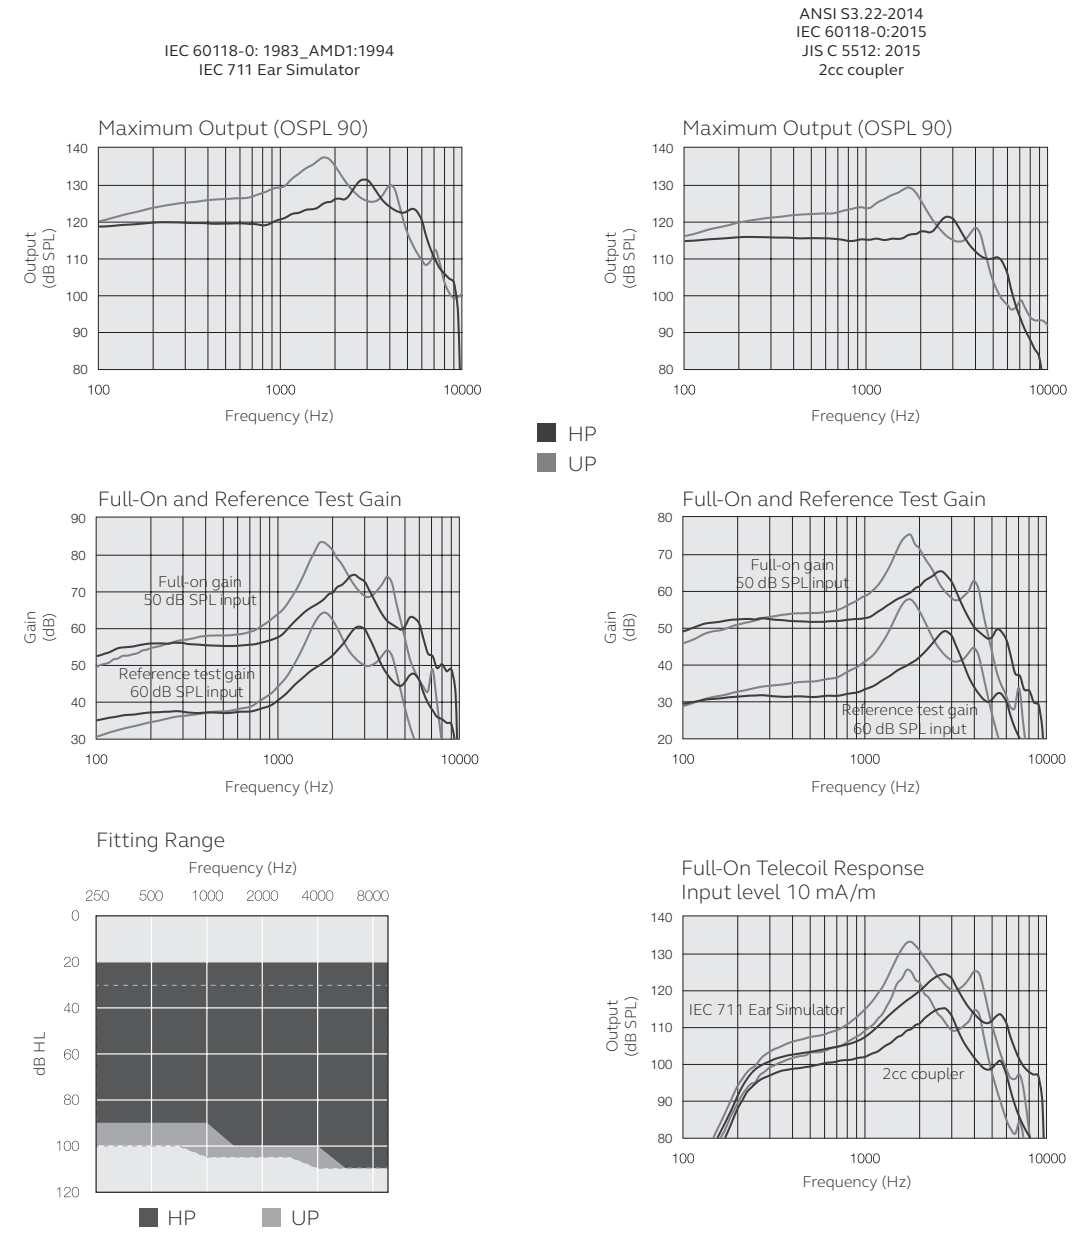 IEC 60118-0: 1983_AMD1:1994
IEC 711 Ear Simulator
ANSI S3.22-2014
IEC 60118-0:2015
JIS C 5512: 2015
2cc coupler
Maximum Output (OSPL 90)
140
130
120
110
100
90
80
Output
(dB SPL)
100 1000 10000
Frequency (Hz)
Maximum Output (OSPL 90)
140
130
120
110
100
90
80
Output
(dB SPL)
100 1000 10000
Frequency (Hz)
HP
UP
Full-On and Reference Test Gain
90
80
70
60
50
40
30
Gain
(dB)
Full-on gain
50 dB SPL input
Reference test gain
60 dB SPL input
100 1000 10000
Frequency (Hz)
Full-On and Reference Test Gain
80
70
60
50
40
30
20
Gain
(dB)
Full-on gain
50 dB SPL input
Reference test gain
60 dB SPL input
100 1000 10000
Frequency (Hz)
Fitting Range
Frequency (Hz)
250 500 1000 2000 4000 8000
0
20
40
60
80
100
120
dB HL
HP UP
Full-On Telecoil Response
Input level 10 mA/m
140
130
120
110
100
90
80
Output
(dB SPL)
IEC 711 Ear Simulator
2cc coupler
100 1000 10000
Frequency (Hz)